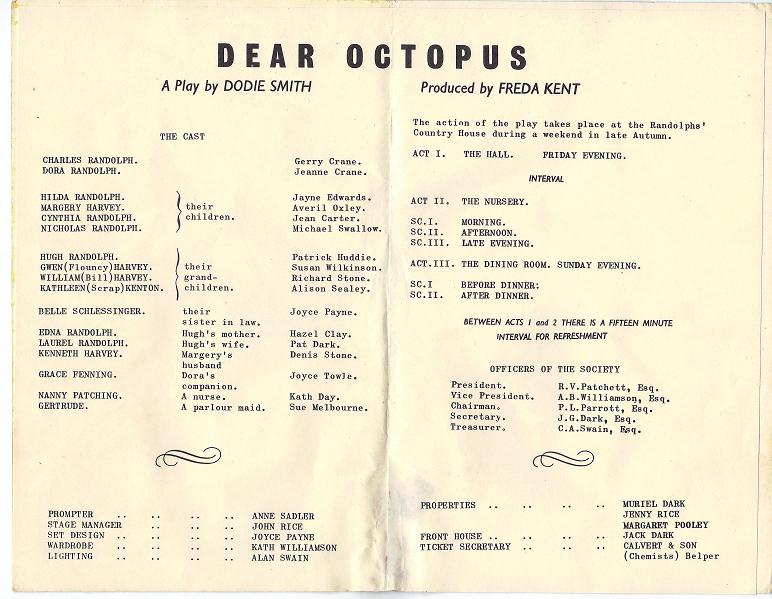 DEAR OCTOPUS
A Play by DODIE SMITH
Produced by FREDA KENT
THE CAST
CHARLES RANDOLPH. Gerry Crane.
DORA RANDOLPH. Jeanne Crane.
HILDA RANDOLPH. Jayne Edwards.
MARGERY HARVEY. their Averil Oxley.
CYNTHIA RANDOLPH. children. Jean Carter.
NICHOLAS RANDOLPH. Michael Swallow.
HUGH RANDOLPH. Patrick Huddie.
GWEN(Flouncy)HARVEY. their Susan Wilkinson.
WILLIAM(Bill)HARVEY. grand- Richard Stone.
KATHLEEN(Scrap)KENTON. children. Alison Sealey.
BELLE SCHLESSINGER. their Joyce Payne.
sister in law.
EDNA RANDOLPH. Hugh's mother. Hazel Clay.
LAUREL RANDOLPH. Hugh's wife. Pat Dark.
KENNETH HARVEY. Margery's Denis Stone.
husband
GRACE FENNING. Dora's Joyce Towle.
companion.
NANNY PATCHING. A nurse. Kath Day.
GERTRUDE. A parlour maid. Sue Melbourne.
PROMPTER .. .. .. .. ANNE SADLER
STAGE MANAGER .. .. .. JOHN RICE
SET DESIGN .. .. .. .. JOYCE PAYNE
WARDROBE .. .. .. .. KATH WILLIAMSON
LIGHTING .. .. .. ALAN SWAIN
The action of the play takes place at the Randolphs'
Country House during a weekend in late Autumn.
ACT I. THE HALL. FRIDAY EVENING.
INTERVAL
ACT II. THE NURSERY.
SC.I. MORNING.
SC.II. AFTERNOON.
SC.III. LATE EVENING.
ACT.III. THE DINING ROOM. SUNDAY EVENING.
SC.I BEFORE DINNER:
SC.II. AFTER DINNER.
BETWEEN ACTS 1 and 2 THERE IS A FIFTEEN MINUTE
INTERVAL FOR REFRESHMENT
OFFICERS OF THE SOCIETY
President. R.V.Patchett, Esq.
Vice President. A.B.Williamson, Esq.
Chairman. P.L.Parrott, Esq.
Secretary. J.G.Dark, Esq.
Treasurer. C.A.Swain, Esq.
PROPERTIES .. .. .. .. MURIEL DARK
JENNY RICE
MARGARET POOLEY
FRONT HOUSE .. .. .. .. JACK DARK
TICKET SECRETARY .. .. .. CALVERT & SON
(Chemists) Belper